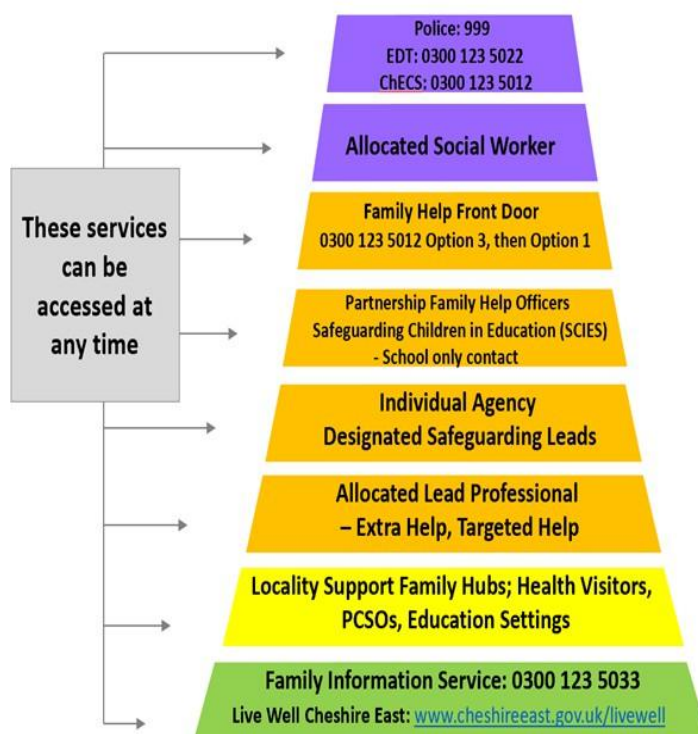 Police: 999
EDT: 0300 123 5022
ChECS: 0300 123 5012
Allocated Social Worker
These services
can be
accessed at
any time
Family Help Front Door
0300 123 5012 Option 3, then Option 1
Partnership Family Help Officers
Safeguarding Children in Education (SCIES)
- School only contact
Individual Agency
Designated Safeguarding Leads
Allocated Lead Professional
– Extra Help, Targeted Help
Locality Support Family Hubs; Health Visitors,
PCSOs, Education Settings
Family Information Service: 0300 123 5033
Live Well Cheshire East: www.cheshireeast.gov.uk/livewell